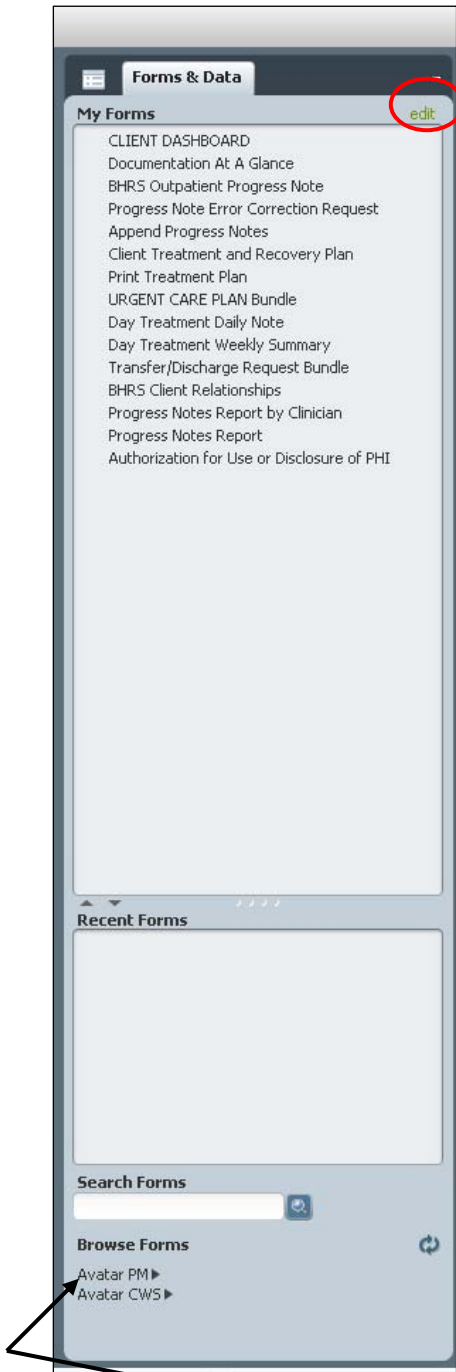 Forms & Data
My Forms edit
CLIENT DASHBOARD
Documentation At A Glance
BHRS Outpatient Progress Note
Progress Note Error Correction Request
Append Progress Notes
Client Treatment and Recovery Plan
Print Treatment Plan
URGENT CARE PLAN Bundle
Day Treatment Daily Note
Day Treatment Weekly Summary
Transfer/Discharge Request Bundle
BHRS Client Relationships
Progress Notes Report by Clinician
Progress Notes Report
Authorization for Use or Disclosure of PHI
Recent Forms
Search Forms
Browse Forms
Avatar PM
Avatar CWS